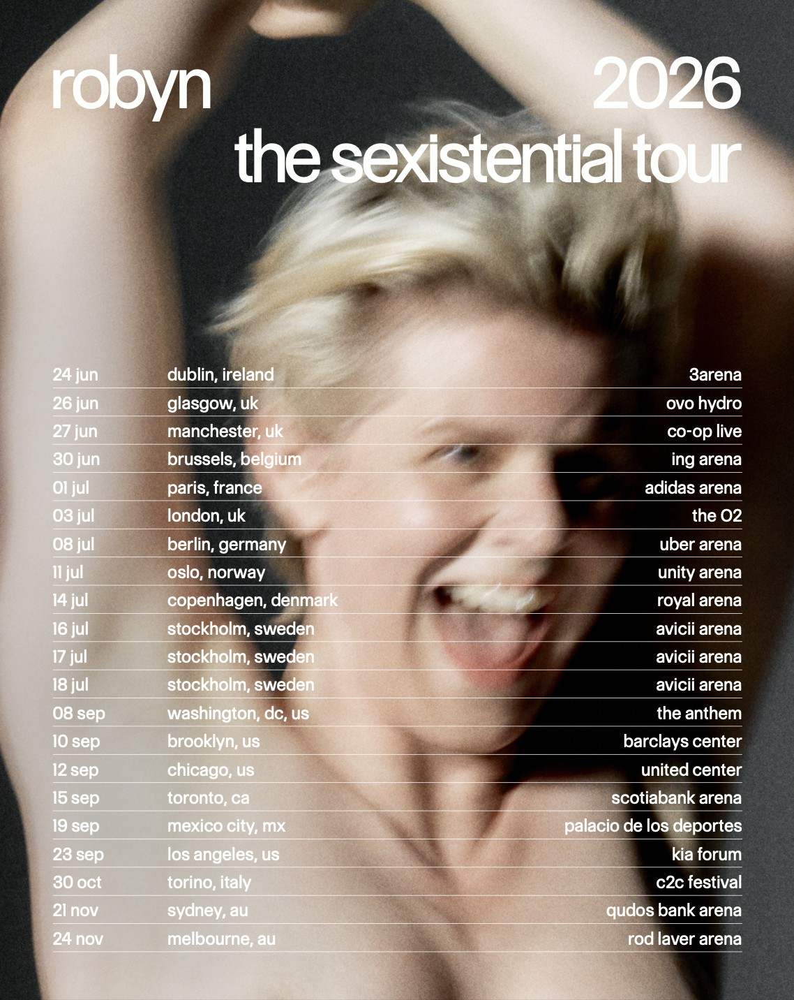 robyn 2026
the sexistential tour
24 jun dublin, ireland 3arena
26 jun glasgow, uk ovo hydro
27 jun manchester, uk co-op live
30 jun brussels, belgium ing arena
01 jul paris, france adidas arena
03 jul london, uk the O2
08 jul berlin, germany uber arena
11 jul oslo, norway unity arena
14 jul copenhagen, denmark royal arena
16 jul stockholm, sweden avicii arena
17 jul stockholm, sweden avicii arena
18 jul stockholm, sweden avicii arena
08 sep washington, dc, us the anthem
10 sep brooklyn, us barclays center
12 sep chicago, us united center
15 sep toronto, ca scotiabank arena
19 sep mexico city, mx palacio de los deportes
23 sep los angeles, us kia forum
30 oct torino, italy c2c festival
21 nov sydney, au qudos bank arena
24 nov melbourne, au rod laver arena